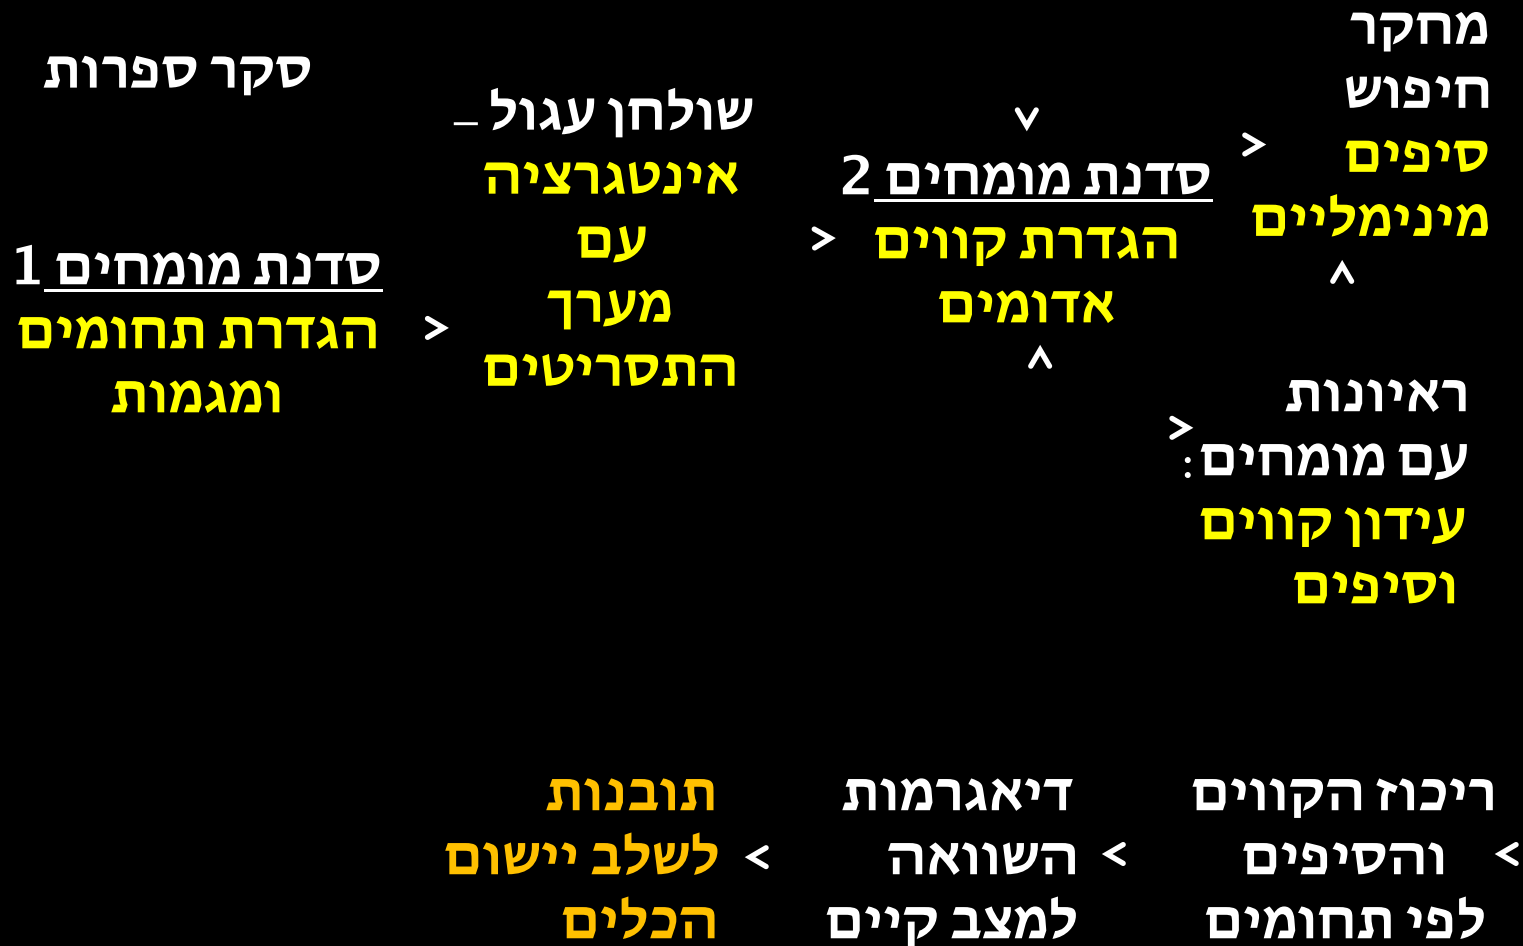 סקר ספרות
סדנת מומחים 1
הגדרת תחומים
ומגמות
>
שולחן עגול –
אינטגרציה
עם
מערך
התסריטים
>
סדנת מומחים 2
הגדרת קווים
אדומים
>
מחקר
חיפוש
סיפים
מינימליים
>
ראיונות
עם מומחים:
עידון קווים
וסיפים
<
ריכוז הקווים
והסיפים
לפי תחומים
<
דיאגרמות
השוואה
למצב קיים
<
תובנות
לשלב יישום
הכלים